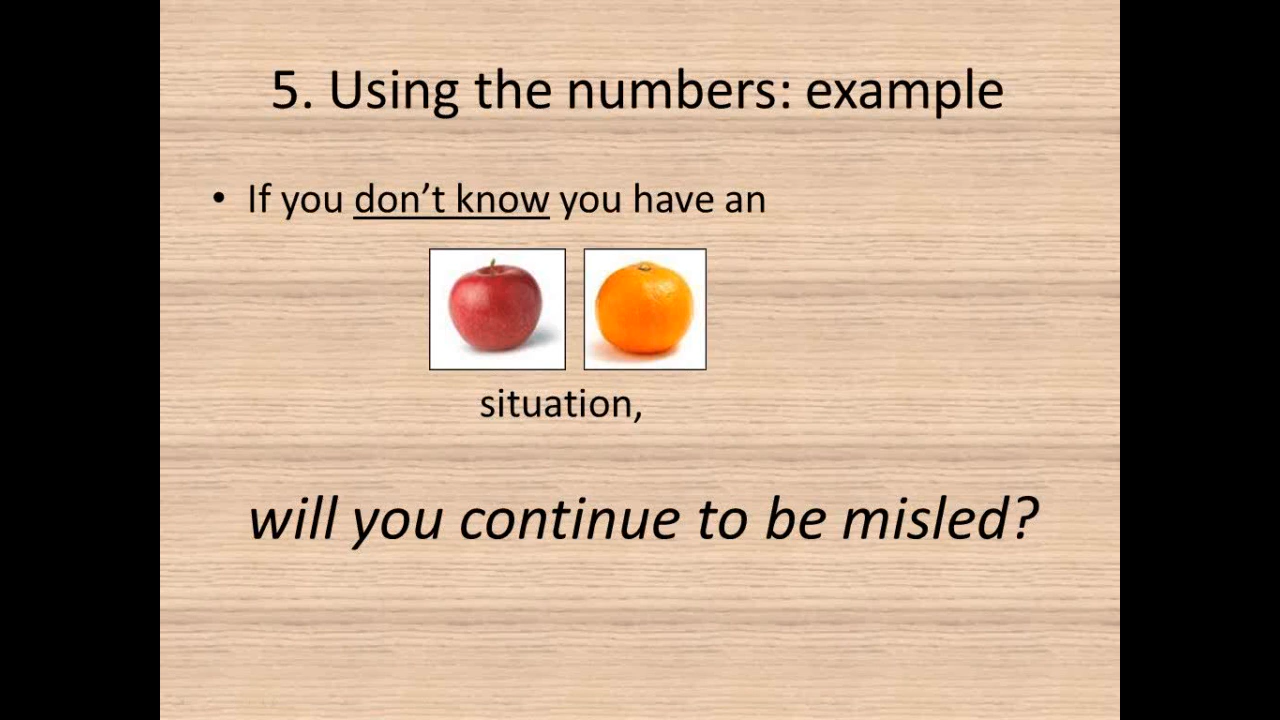 5. Using the numbers: example
• If you don’t know you have an
situation,
will you continue to be misled?